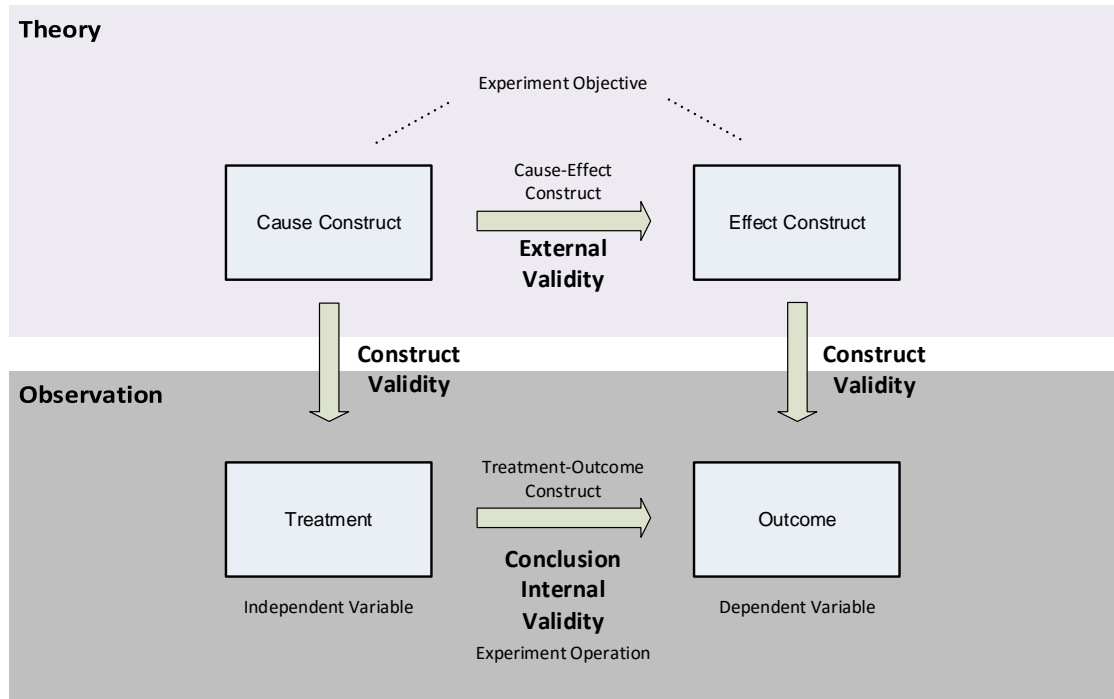 Theory
Experiment Objective
Cause Construct
Cause-Effect
Construct
External
Validity
Effect Construct
Construct
Validity
Construct
Validity
Observation
Treatment
Treatment-Outcome
Construct
Conclusion
Internal
Validity
Outcome
Independent Variable
Experiment Operation
Dependent Variable